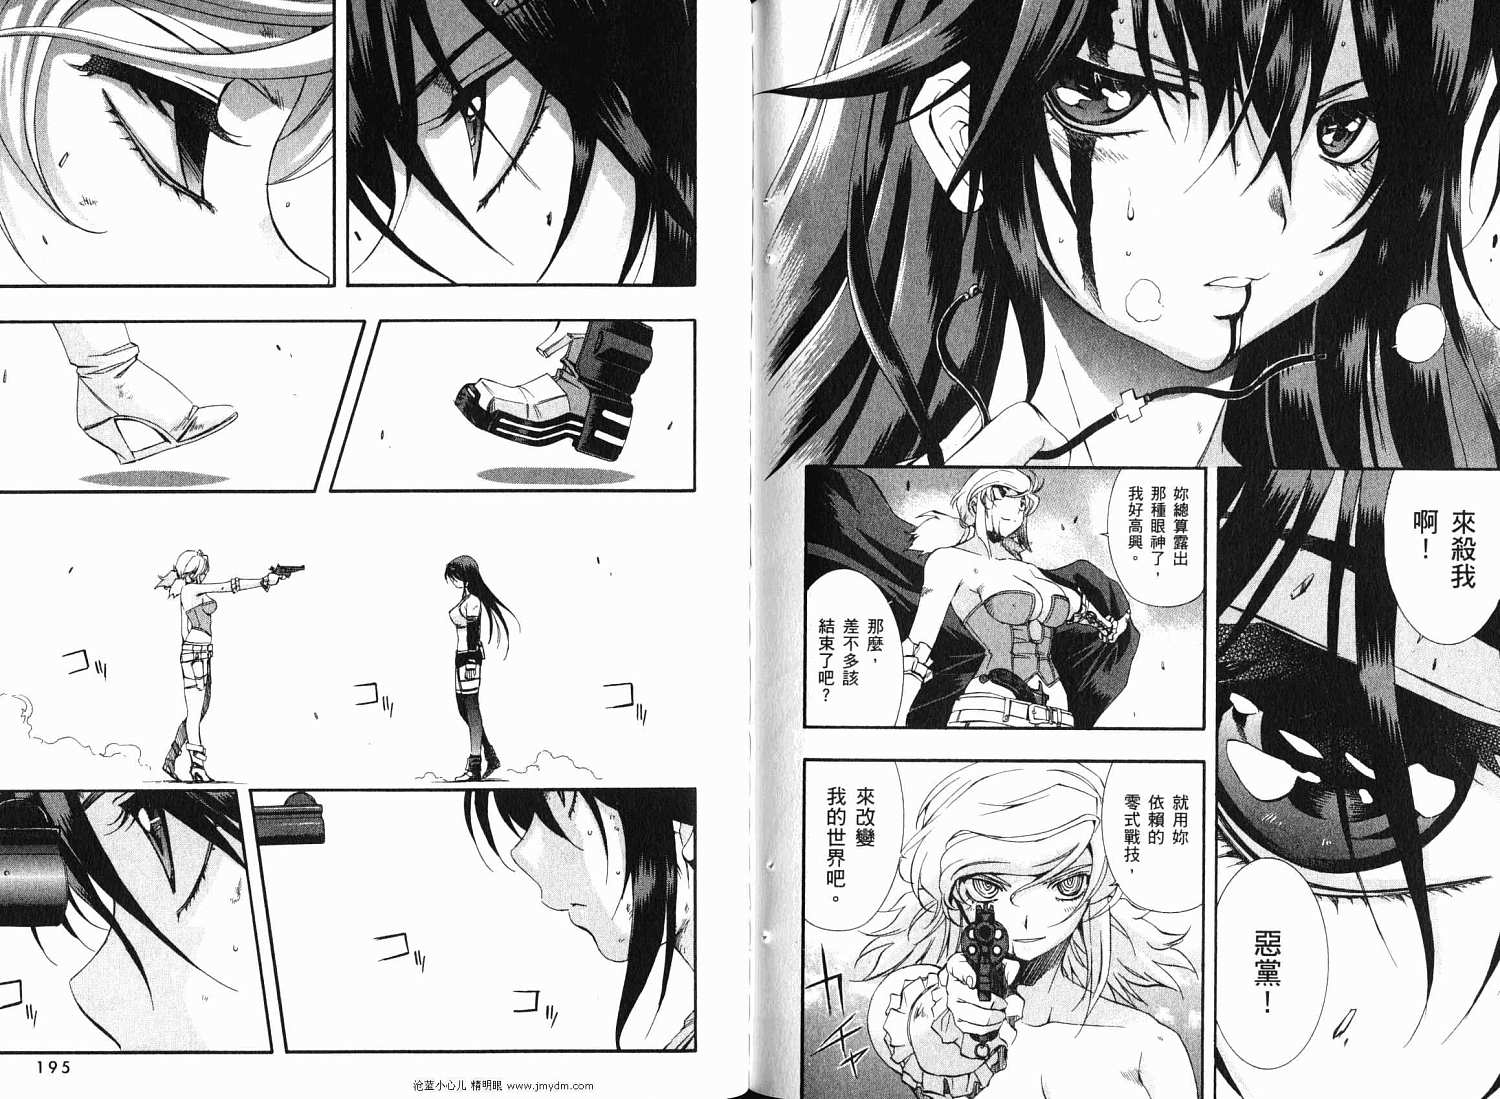 妳總算露出
那種眼神了，
我好高興。
那麼，
差不多該
結束了吧？
來殺我
啊！
惡黨！
就用妳
依賴的
零式戰技，
來改變
我的世界吧。
カチャ
コツ
コツ
コツ
コツ
コツ
コツ
195
沧蓝小心儿 精明眼 www.jmydm.com